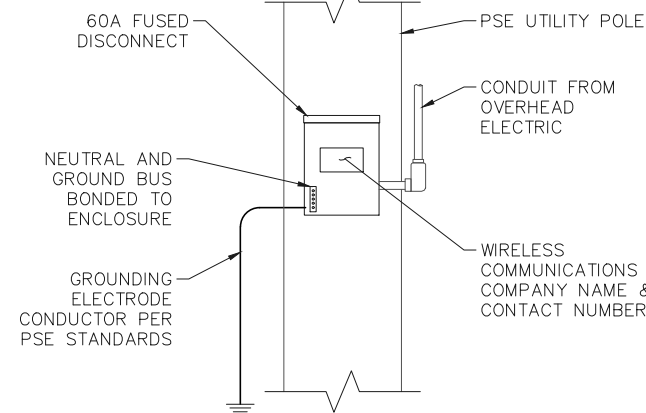 60A FUSED
DISCONNECT
PSE UTILITY POLE
CONDUIT FROM
OVERHEAD
ELECTRIC
NEUTRAL AND
GROUND BUS
BONDED TO
ENCLOSURE
WIRELESS
COMMUNICATIONS
COMPANY NAME &
CONTACT NUMBER
GROUNDING
ELECTRODE
CONDUCTOR PER
PSE STANDARDS